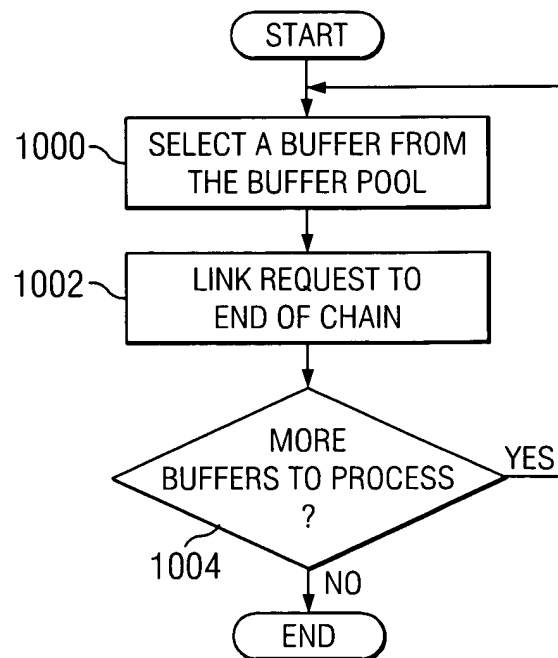 START
1000
SELECT A BUFFER FROM
THE BUFFER POOL
1002
LINK REQUEST TO
END OF CHAIN
MORE
BUFFERS TO PROCESS
?
YES
1004
NO
END